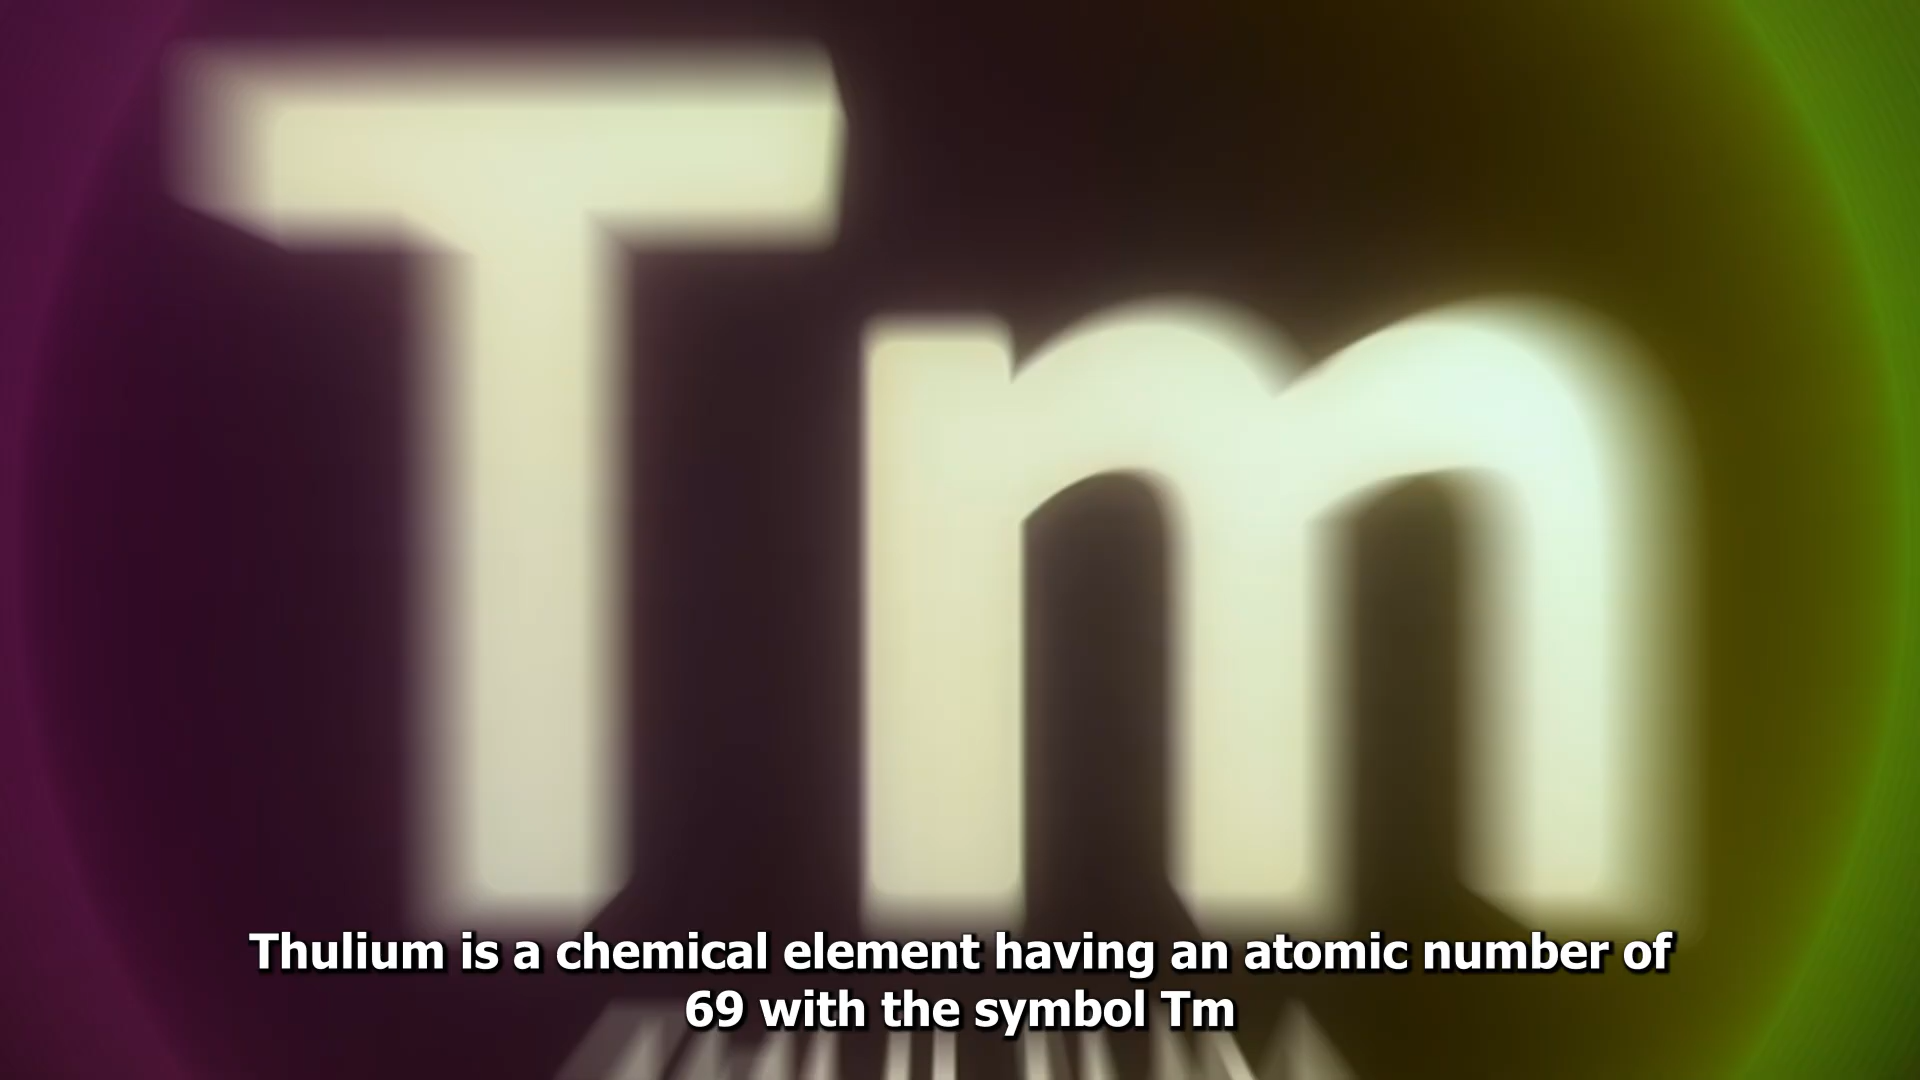 Tm
Thulium is a chemical element having an atomic number of
69 with the symbol Tm